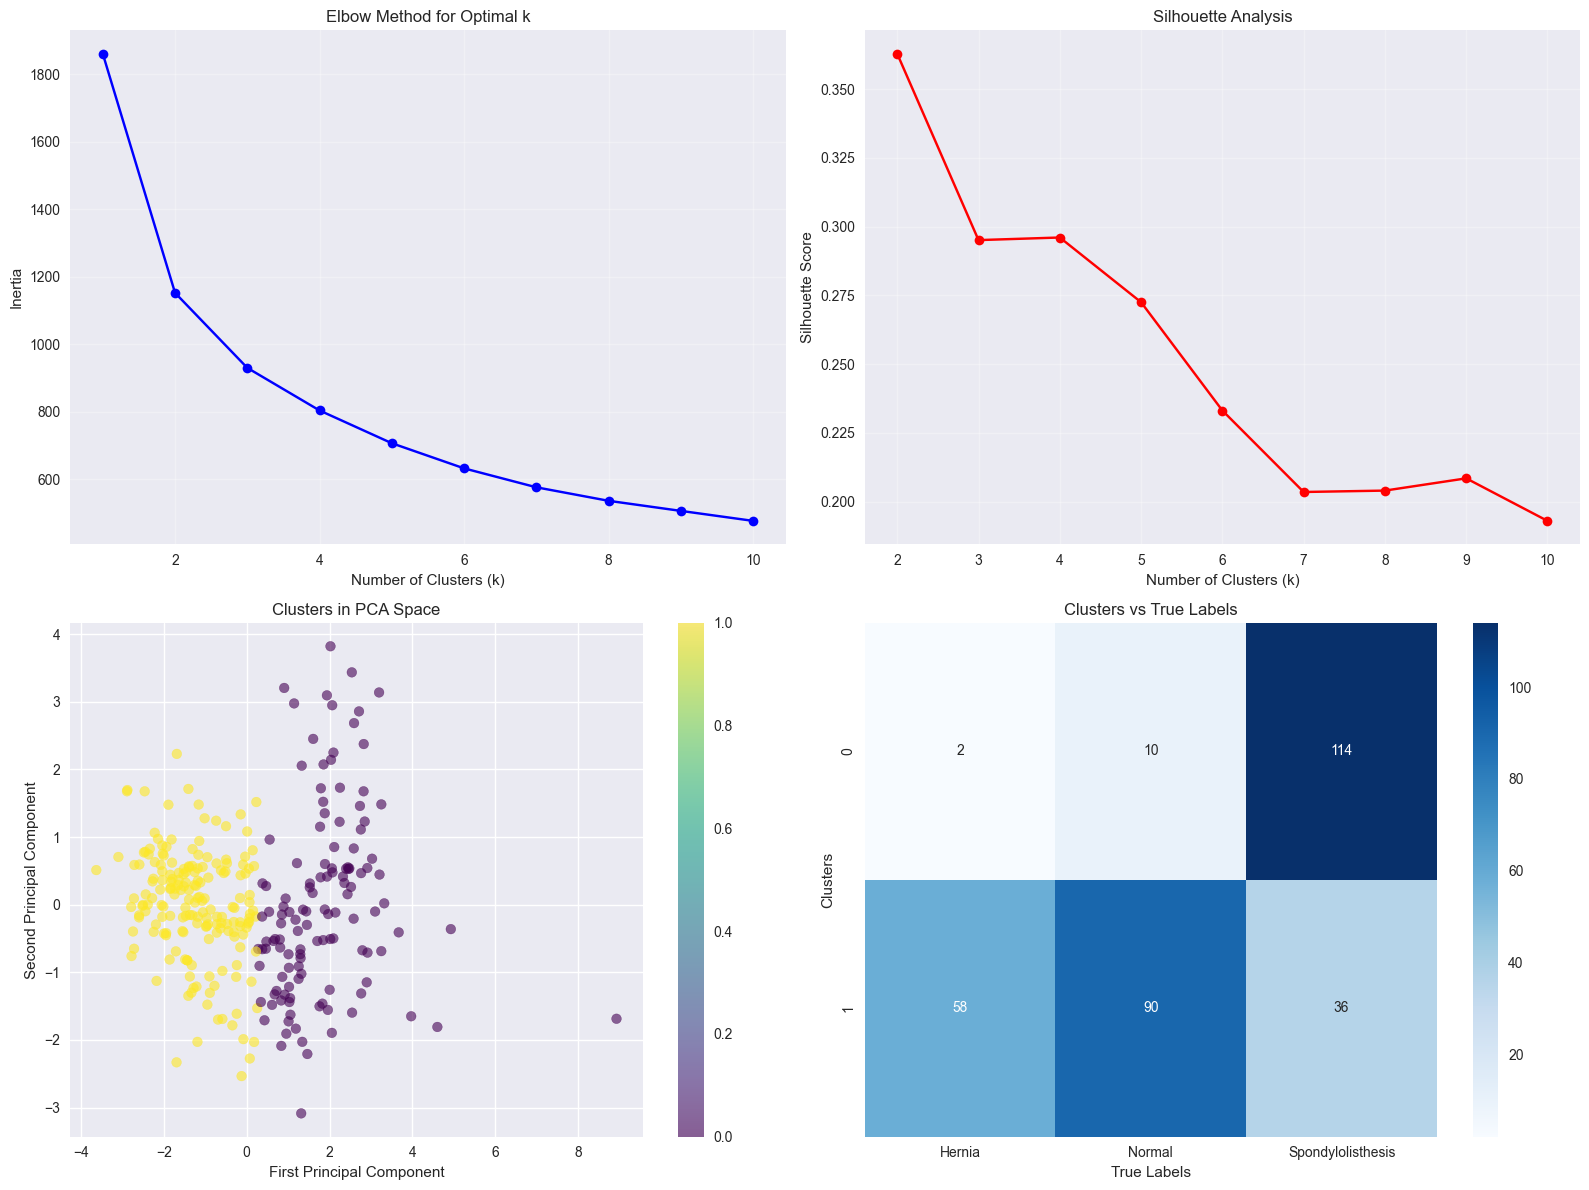 Elbow Method for Optimal k
1800
1600
1400
1200
1000
800
600
Inertia
2 4 6 8 10
Number of Clusters (k)
Silhouette Analysis
0.350
0.325
0.300
0.275
0.250
0.225
0.200
Silhouette Score
2 3 4 5 6 7 8 9 10
Number of Clusters (k)
Clusters in PCA Space
4
3
2
1
0
−1
−2
−3
Second Principal Component
−4 −2 0 2 4 6 8
First Principal Component
1.0
0.8
0.6
0.4
0.2
0.0
Clusters vs True Labels
Clusters
0
2 10 114
1
58 90 36
Hernia Normal Spondylolisthesis
True Labels
100
80
60
40
20